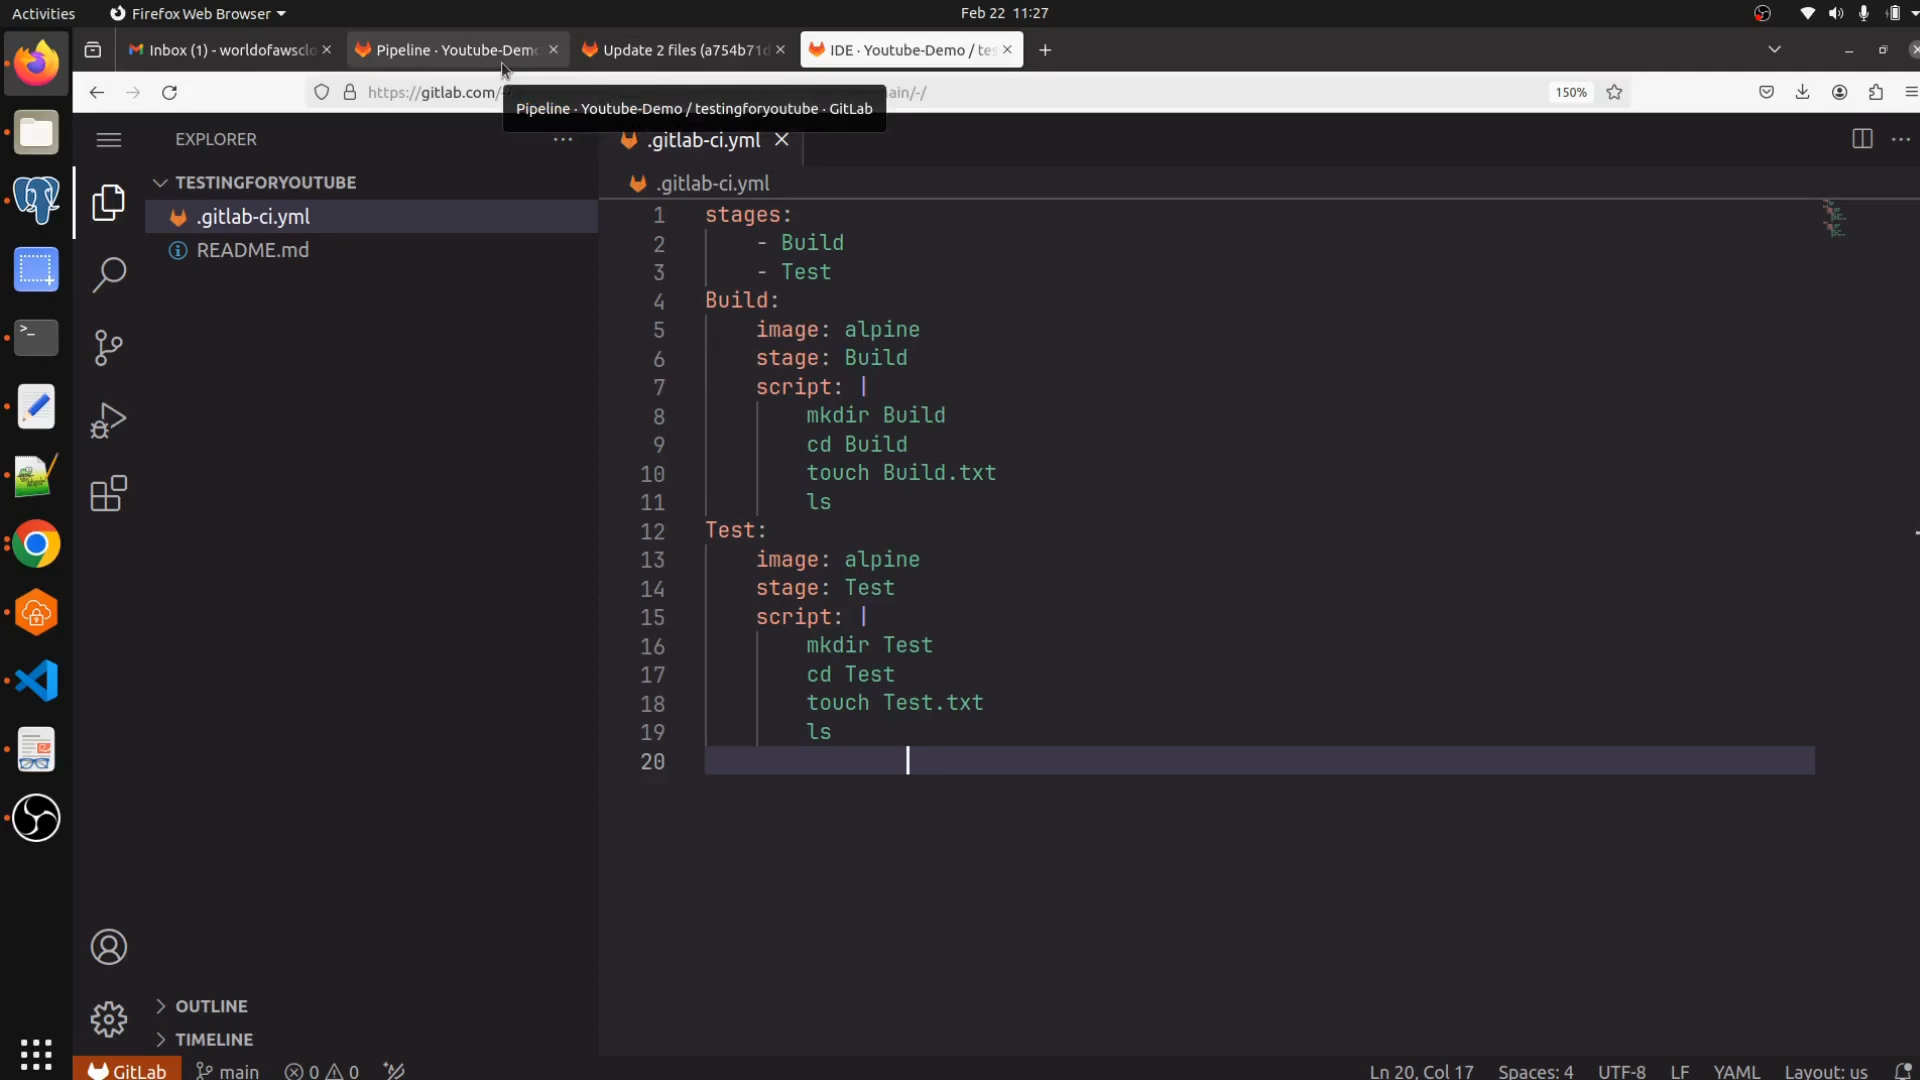 Activities
Firefox Web Browser
Feb 22 11:27
Inbox (1) - worldofawsclo
Pipeline · Youtube-Demo
Update 2 files (a754b71d
IDE · Youtube-Demo / tes
https://gitlab.com/
ain/-/
150%
Pipeline · Youtube-Demo / testingforyoutube · GitLab
EXPLORER
.gitlab-ci.yml
TESTINGFORYOUTUBE
.gitlab-ci.yml
README.md
.gitlab-ci.yml
1 stages:
2 - Build
3 - Test
4 Build:
5 image: alpine
6 stage: Build
7 script: |
8 mkdir Build
9 cd Build
10 touch Build.txt
11 ls
12 Test:
13 image: alpine
14 stage: Test
15 script: |
16 mkdir Test
17 cd Test
18 touch Test.txt
19 ls
20
OUTLINE
TIMELINE
GitLab
main
0 0
Ln 20, Col 17
Spaces: 4
UTF-8
LF
YAML
Layout: us